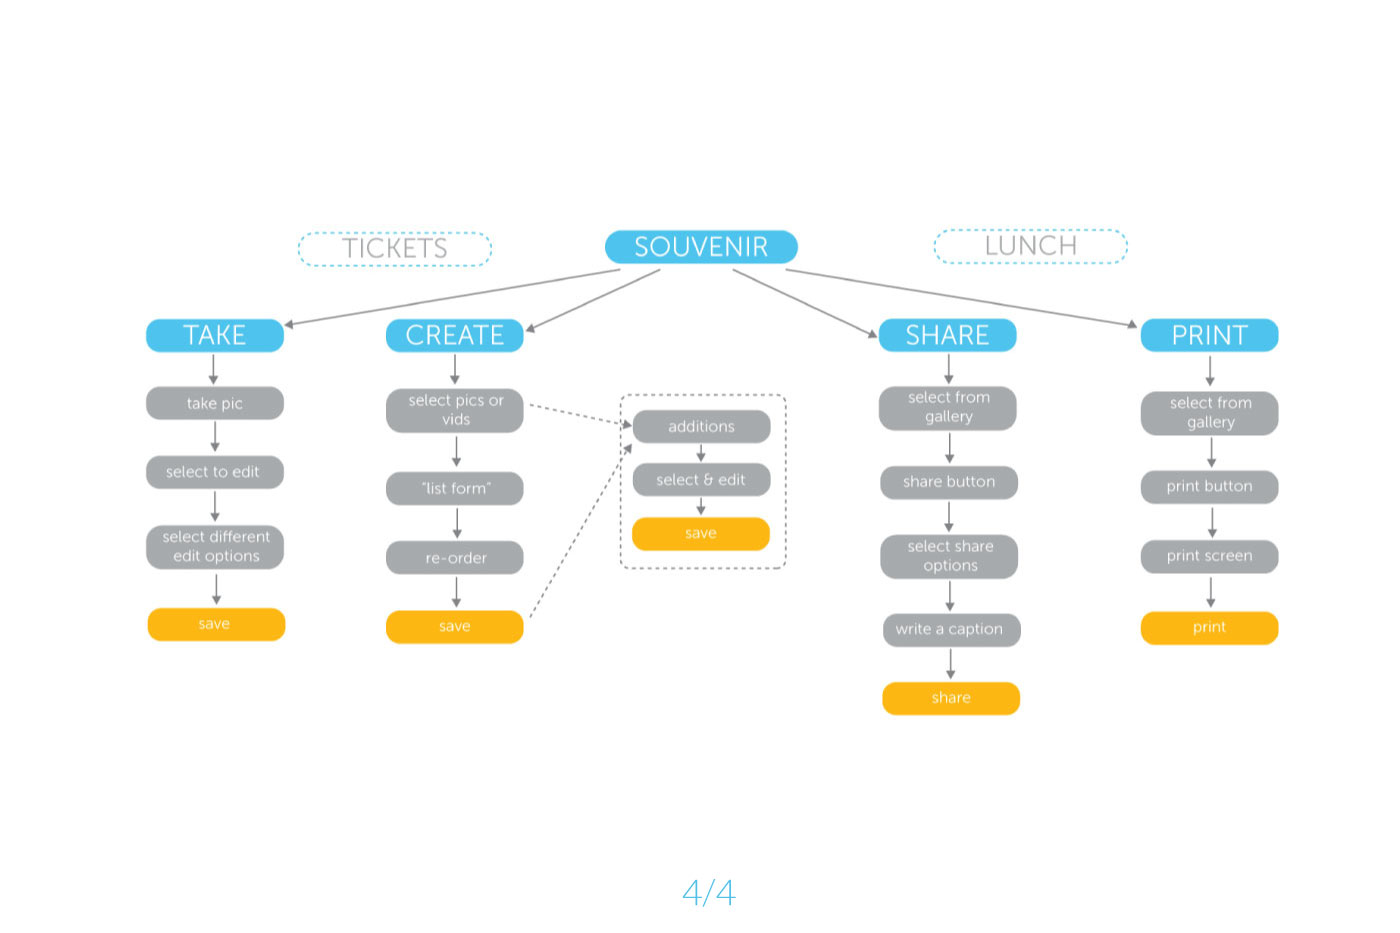 TICKETS
SOUVENIR
LUNCH
TAKE
take pic
select to edit
select different
edit options
save
CREATE
select pics or
vids
"list form"
re-order
save
additions
select & edit
save
SHARE
select from
gallery
share button
select share
options
write a caption
share
PRINT
select from
gallery
print button
print screen
print
4/4